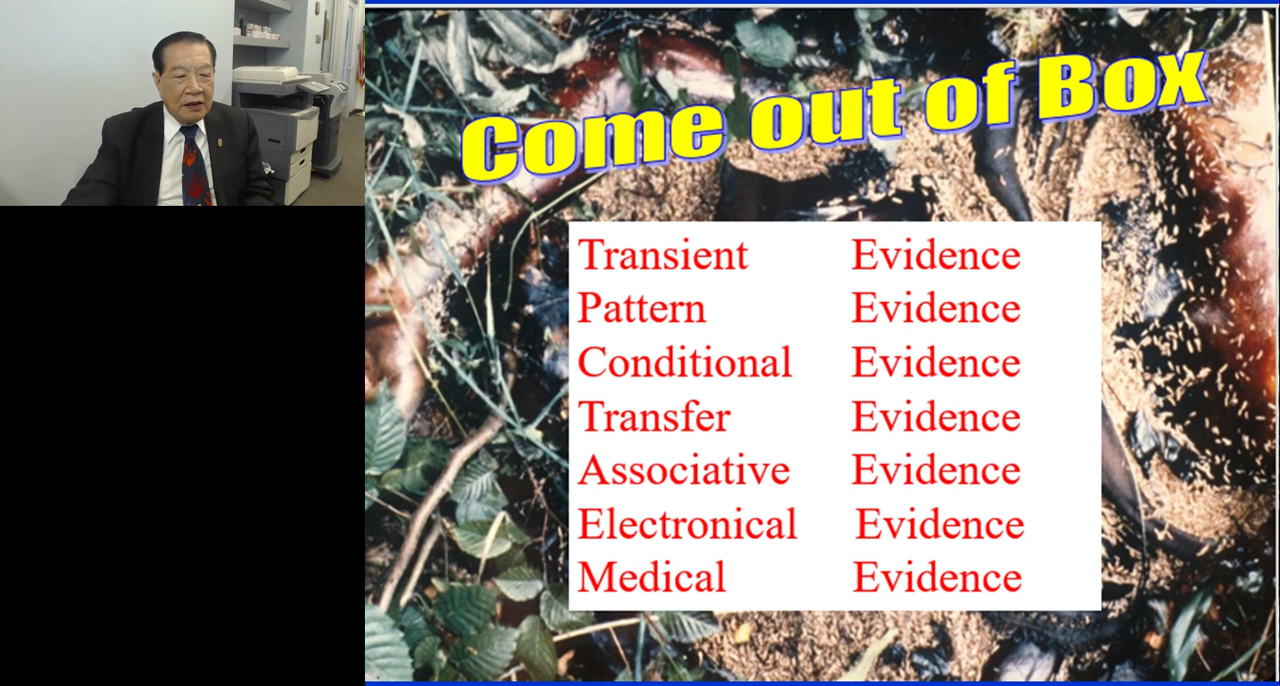 Come out of Box
Transient Evidence
Pattern Evidence
Conditional Evidence
Transfer Evidence
Associative Evidence
Electronical Evidence
Medical Evidence